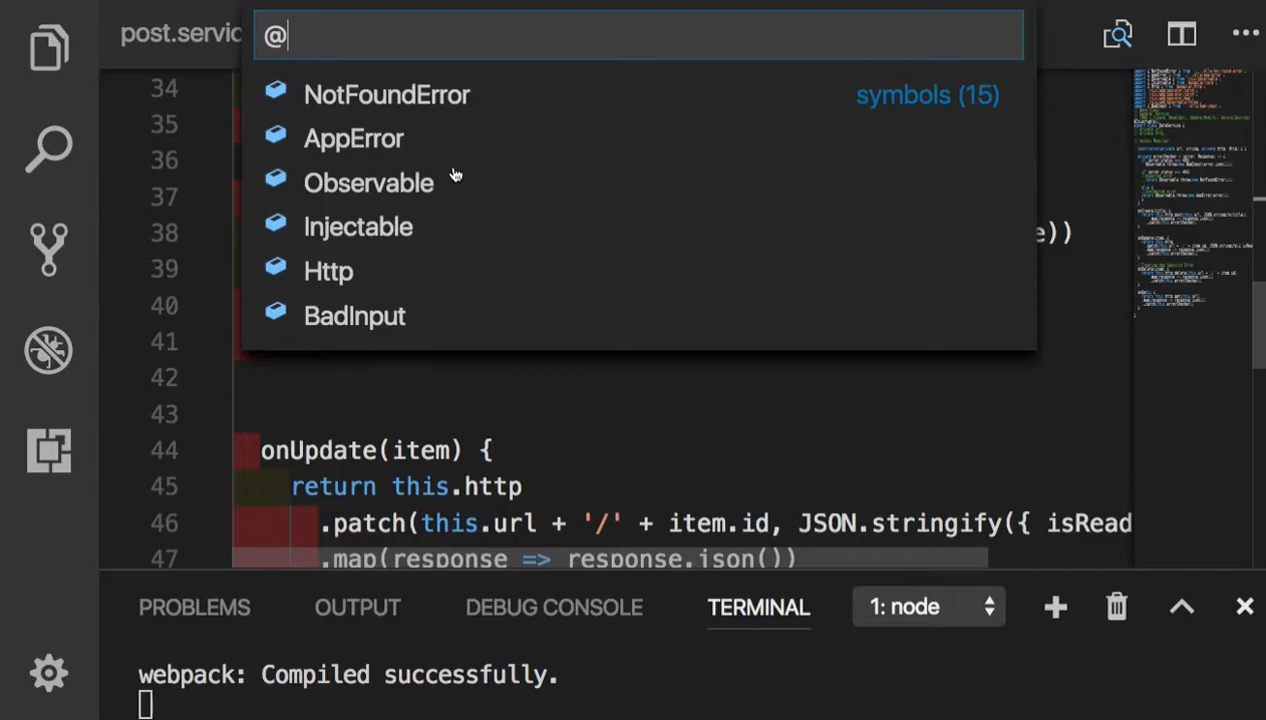 post.servic
@
NotFoundError
symbols (15)
AppError
Observable
Injectable
Http
BadInput
34
35
36
37
38 e))
39
40
41
42
43
44 onUpdate(item) {
45 return this.http
46 .patch(this.url + '/' + item.id, JSON.stringify({ isRead
47 .map(response => response.json())
PROBLEMS OUTPUT DEBUG CONSOLE TERMINAL 1: node
webpack: Compiled successfully.